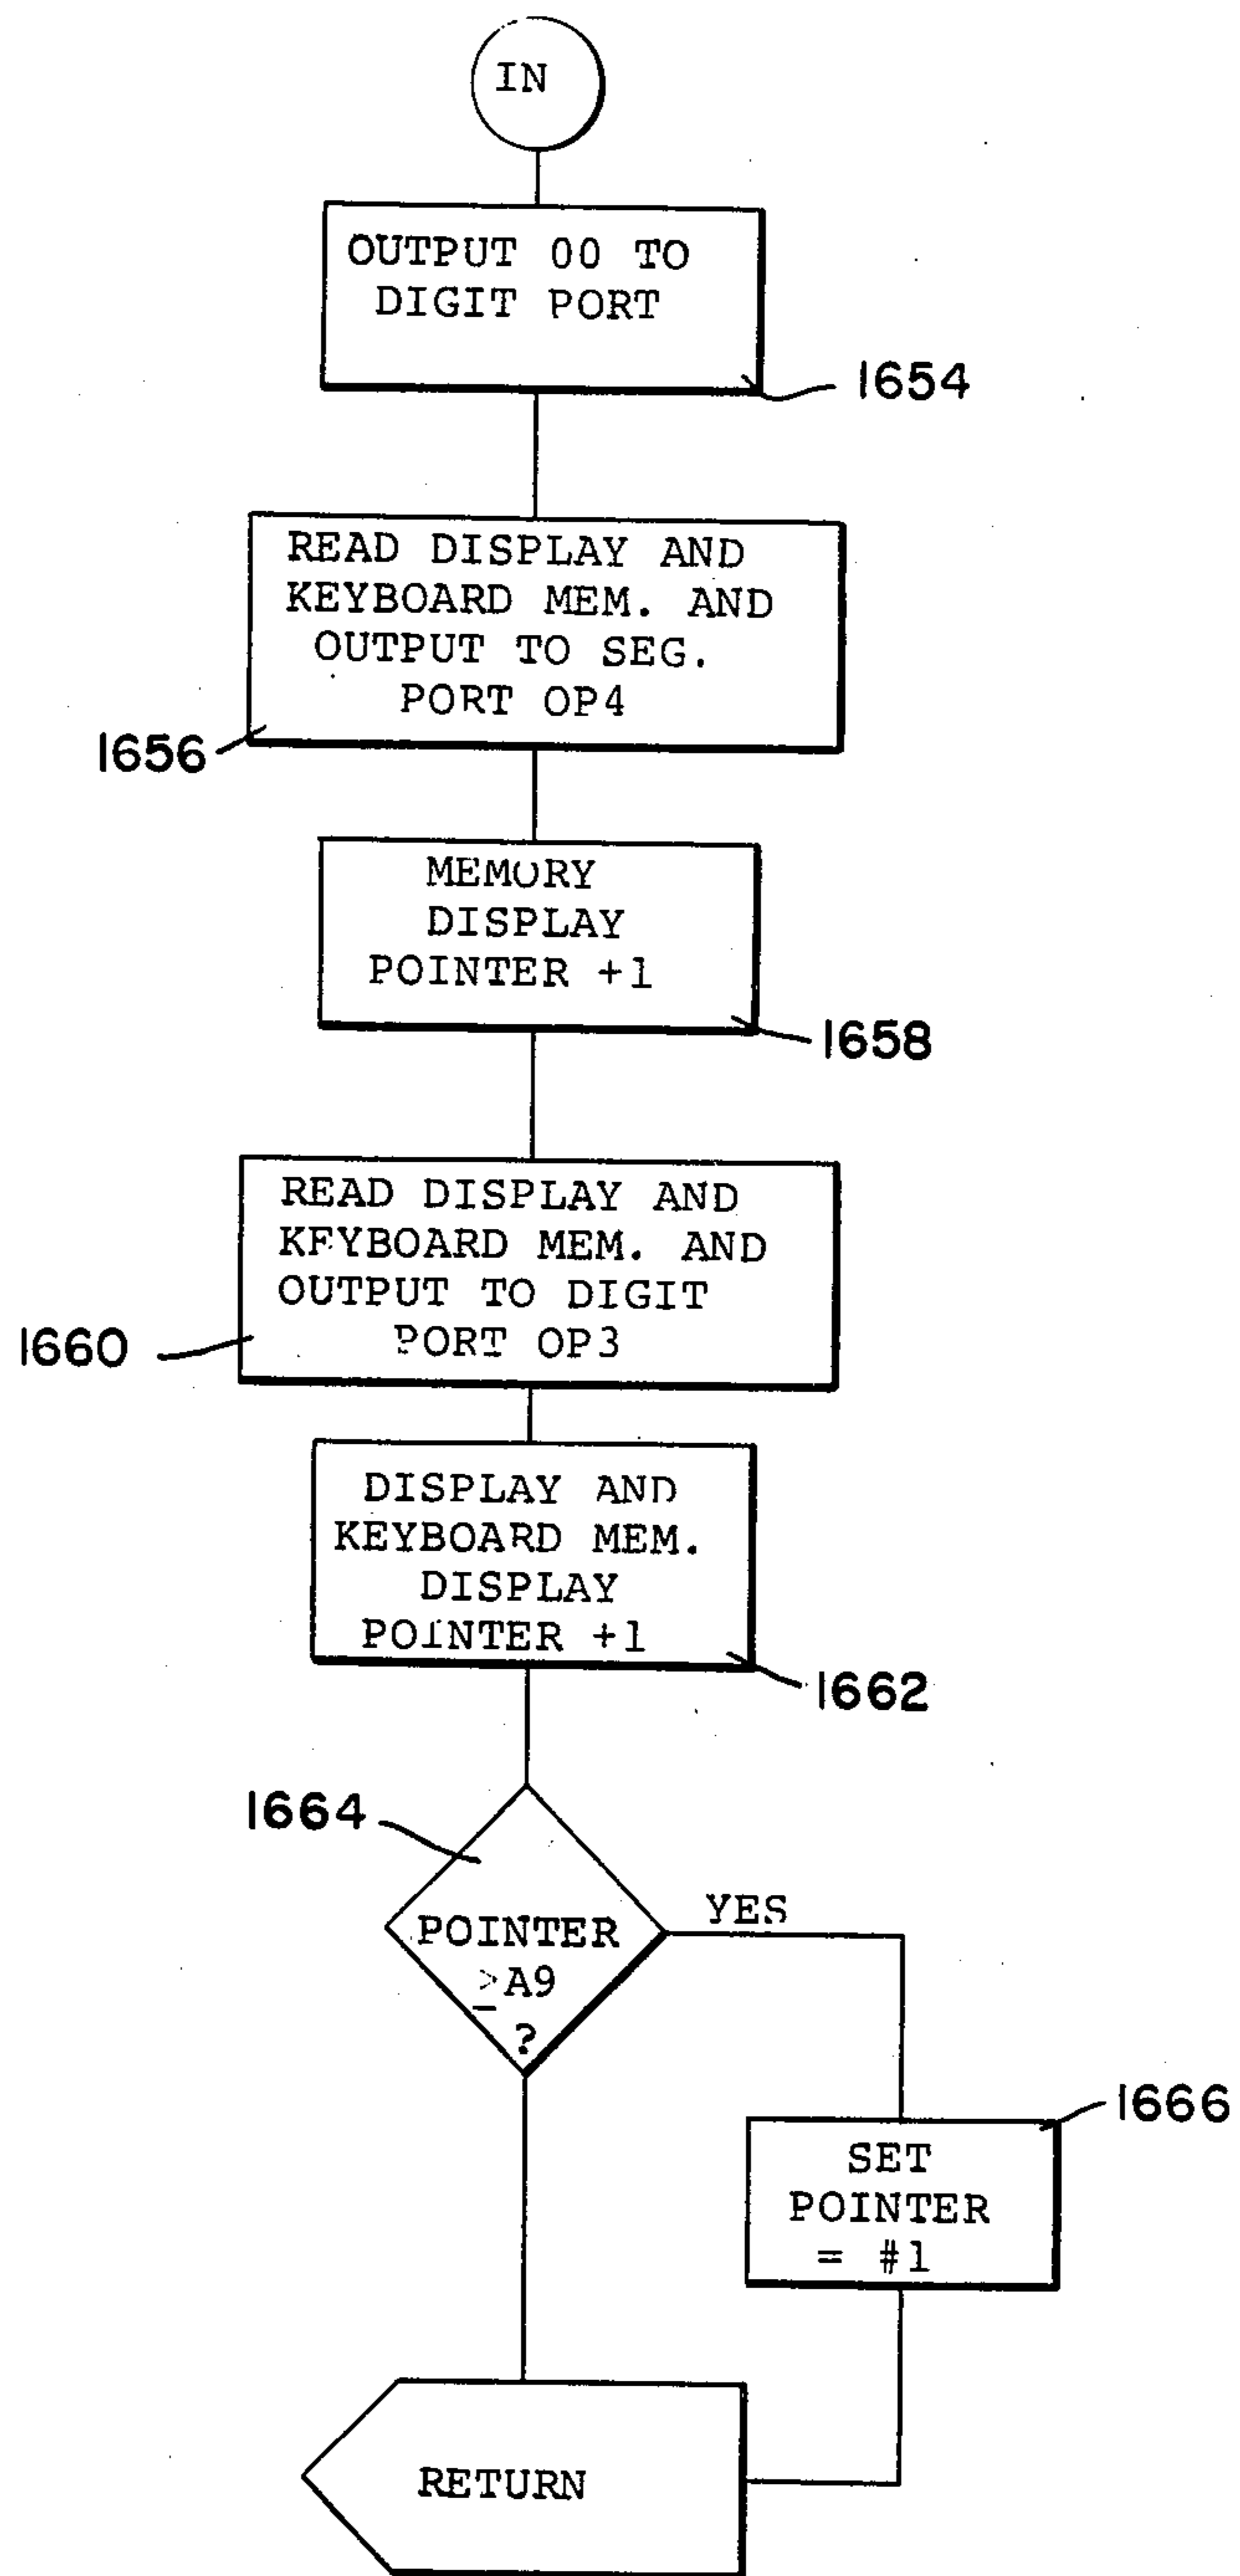 IN
OUTPUT 00 TO
DIGIT PORT
1654
READ DISPLAY AND
KEYBOARD MEM. AND
OUTPUT TO SEG.
PORT OP4
1656
MEMORY
DISPLAY
POINTER +1
1658
READ DISPLAY AND
KEYBOARD MEM. AND
OUTPUT TO DIGIT
PORT OP3
1660
DISPLAY AND
KEYBOARD MEM.
DISPLAY
POINTER +1
1662
1664
POINTER
≥A9
?
YES
1666
SET
POINTER
= #1
RETURN